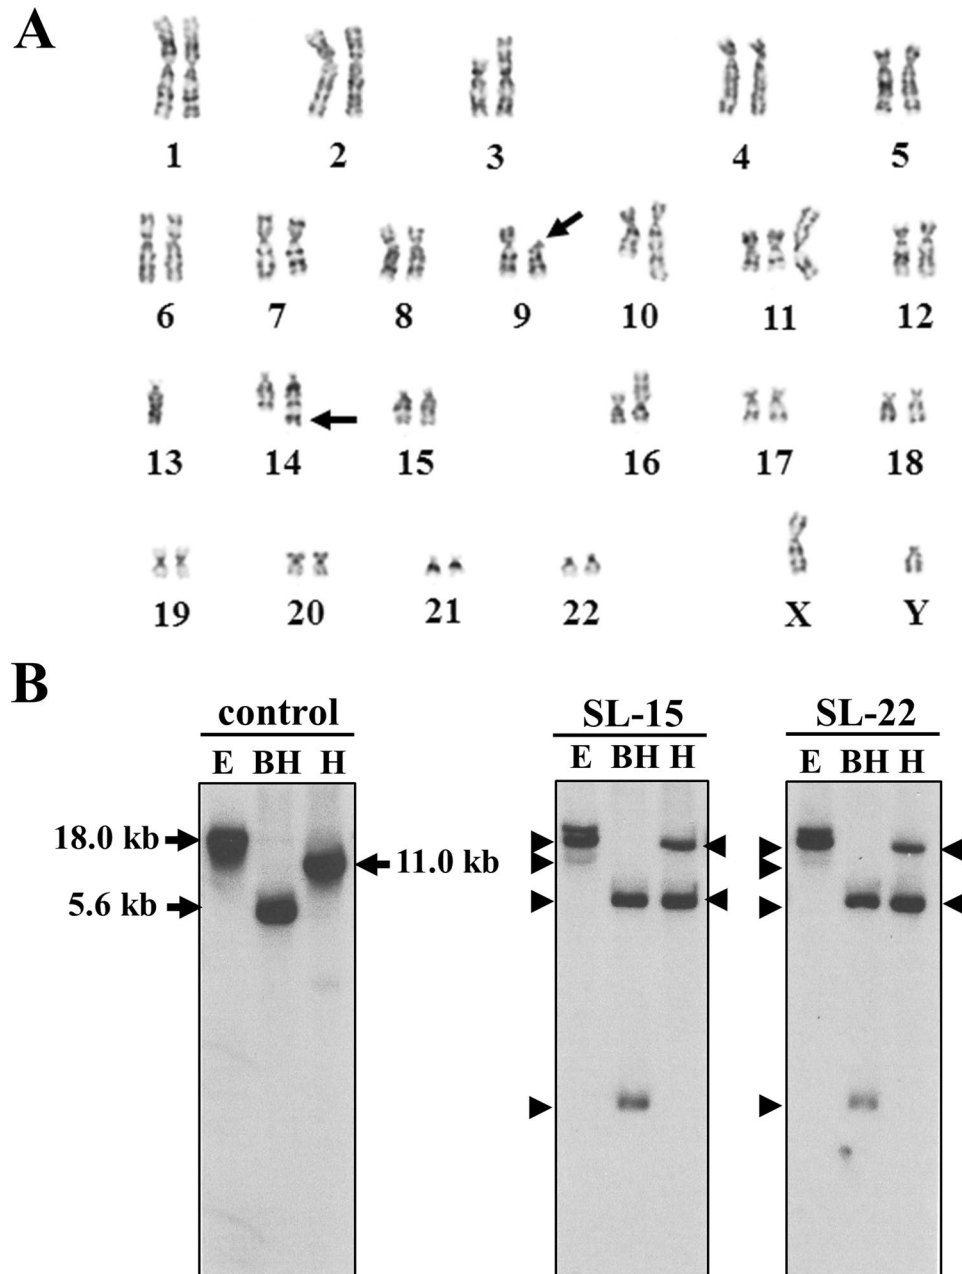 A
1 2 3 4 5
6 7 8 9 10 11 12
13 14 15 16 17 18
19 20 21 22 X Y
B
control SL-15 SL-22
E BH H E BH H E BH H
18.0 kb
11.0 kb
5.6 kb